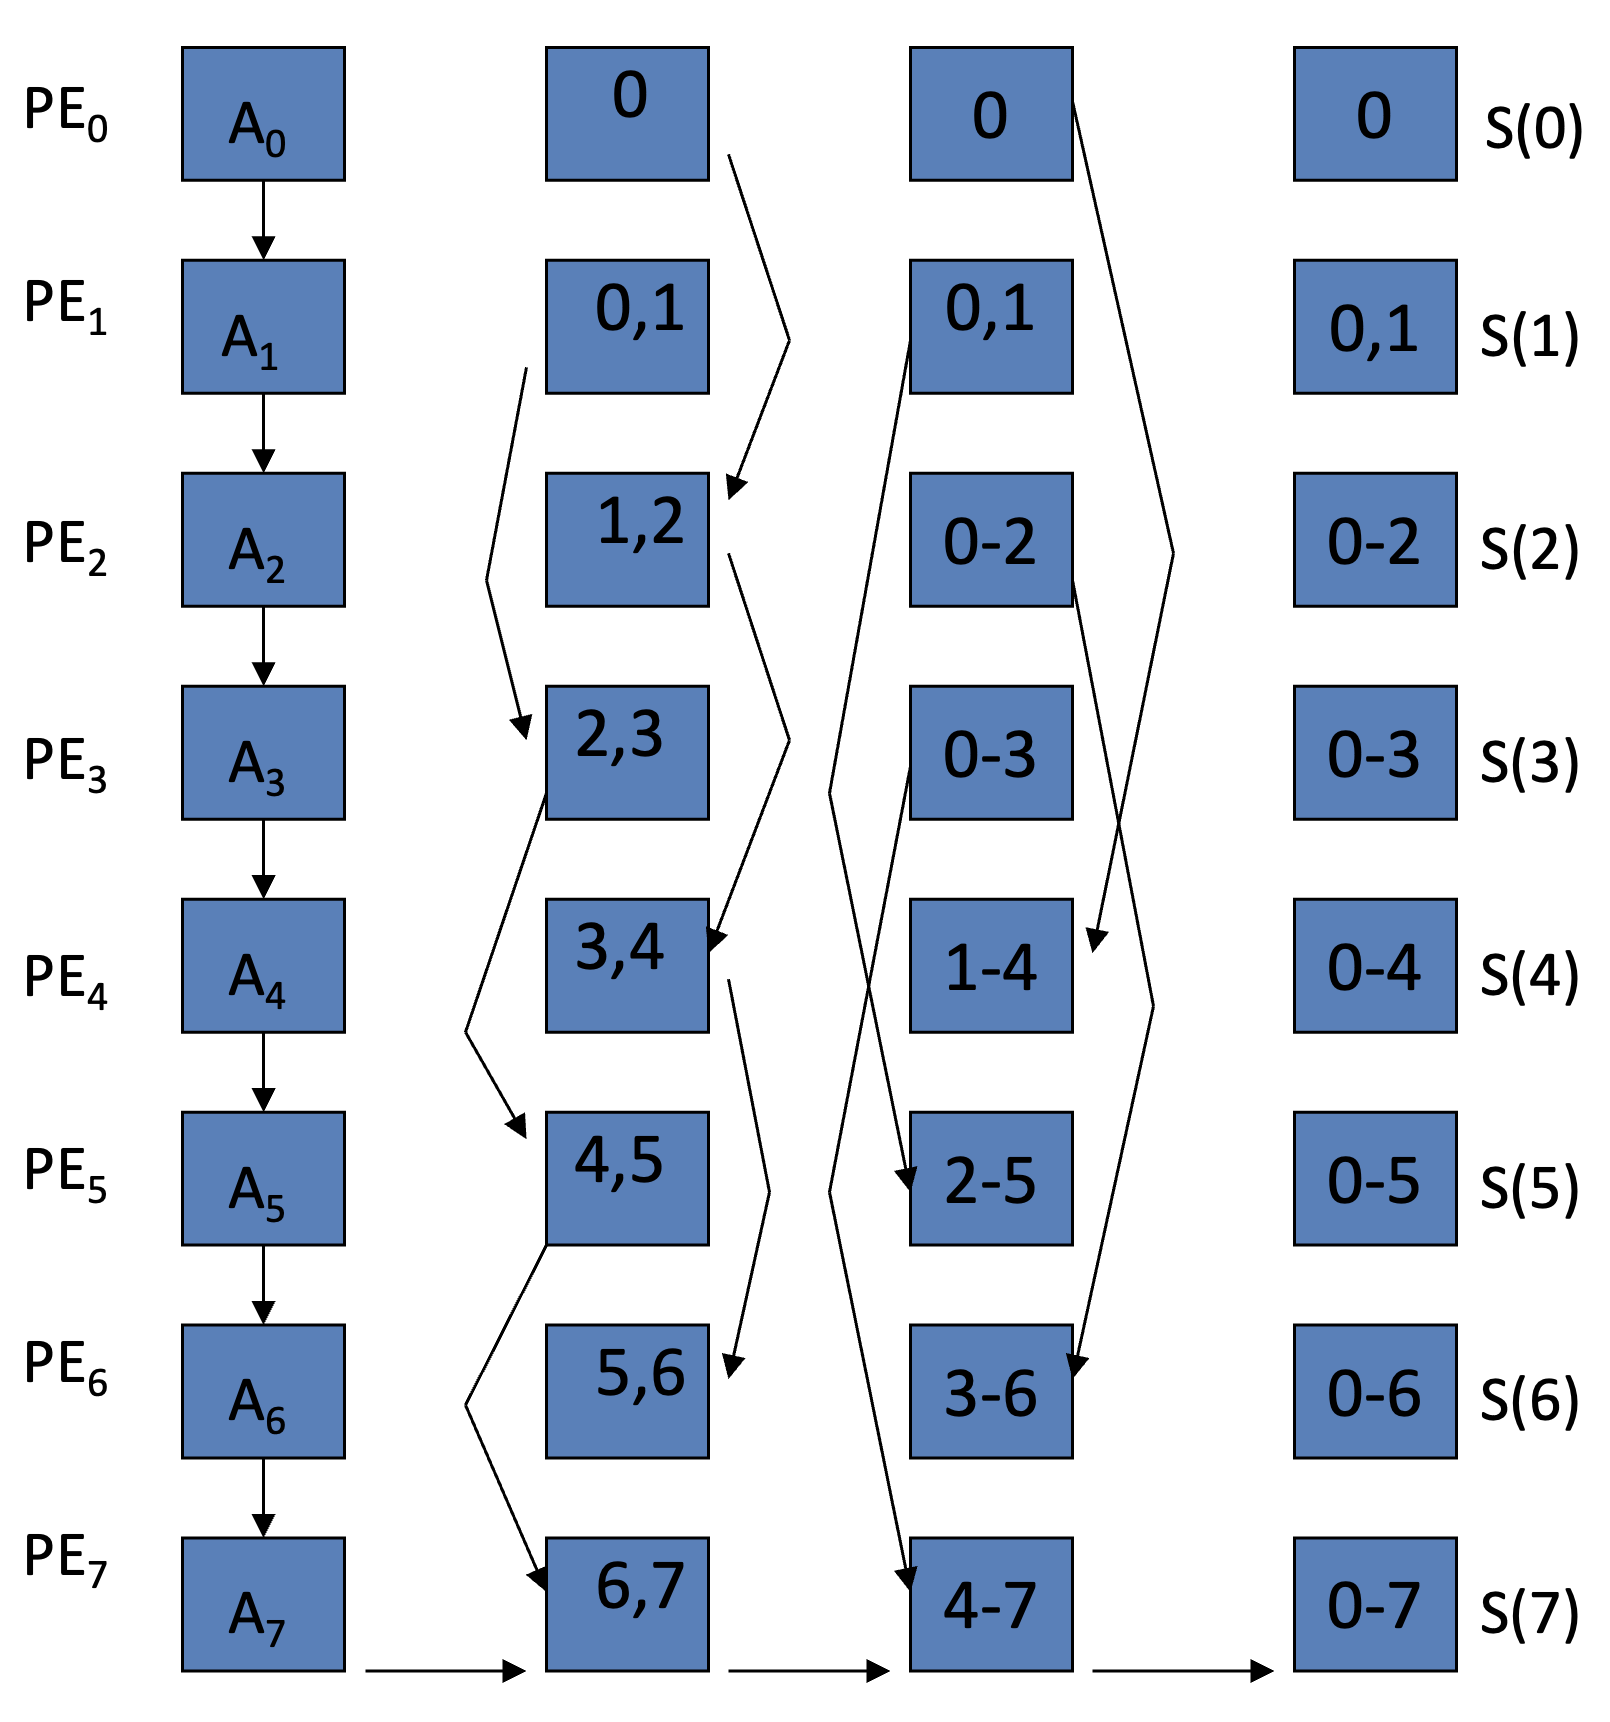 PE₀ A₀ 0 0 0 S(0)
PE₁ A₁ 0,1 0,1 0,1 S(1)
PE₂ A₂ 1,2 0-2 0-2 S(2)
PE₃ A₃ 2,3 0-3 0-3 S(3)
PE₄ A₄ 3,4 1-4 0-4 S(4)
PE₅ A₅ 4,5 2-5 0-5 S(5)
PE₆ A₆ 5,6 3-6 0-6 S(6)
PE₇ A₇ 6,7 4-7 0-7 S(7)